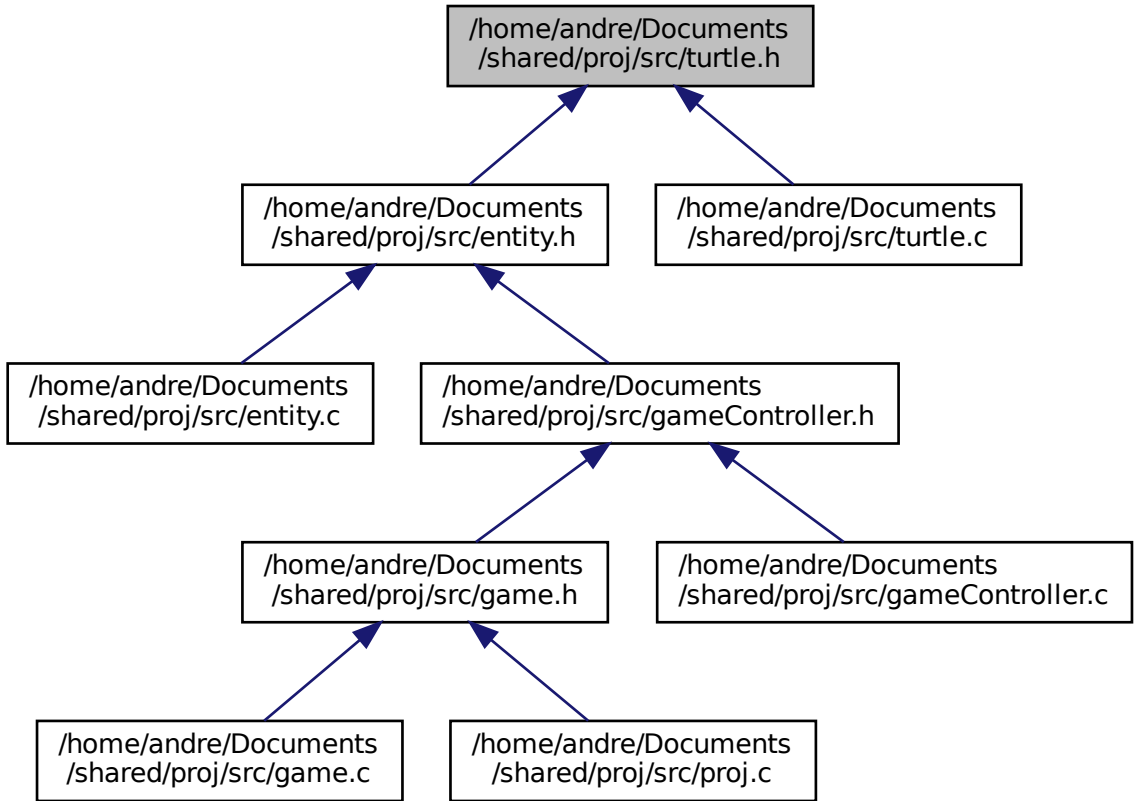 /home/andre/Documents
/shared/proj/src/turtle.h
/home/andre/Documents
/shared/proj/src/entity.h
/home/andre/Documents
/shared/proj/src/turtle.c
/home/andre/Documents
/shared/proj/src/entity.c
/home/andre/Documents
/shared/proj/src/gameController.h
/home/andre/Documents
/shared/proj/src/game.h
/home/andre/Documents
/shared/proj/src/gameController.c
/home/andre/Documents
/shared/proj/src/game.c
/home/andre/Documents
/shared/proj/src/proj.c